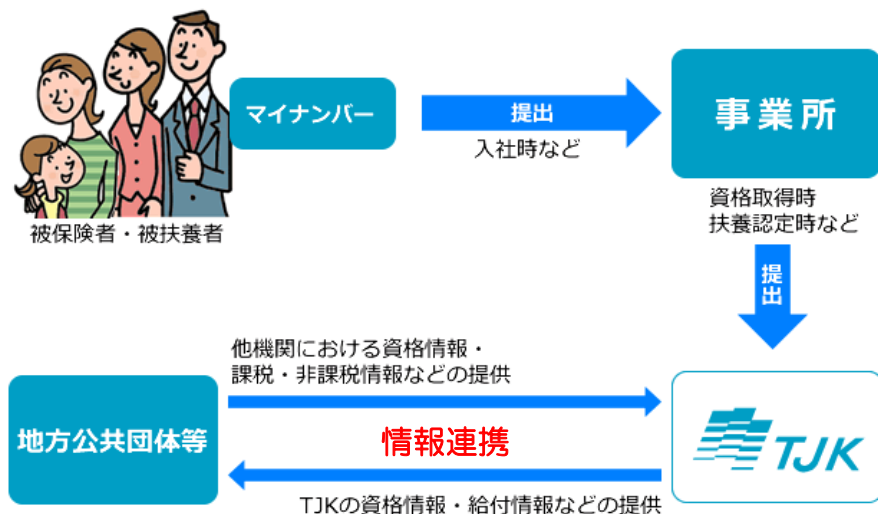 マイナンバー
提出
入社時など
事業所
被保険者・被扶養者
資格取得時
扶養認定時など
提出
他機関における資格情報・
課税・非課税情報などの提供
地方公共団体等
情報連携
TJK
TJKの資格情報・給付情報などの提供